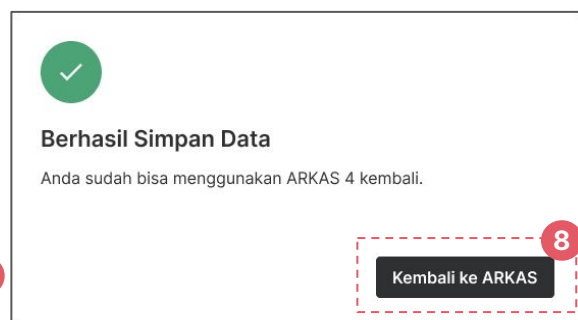 Berhasil Simpan Data
Anda sudah bisa menggunakan ARKAS 4 kembali.
8
Kembali ke ARKAS